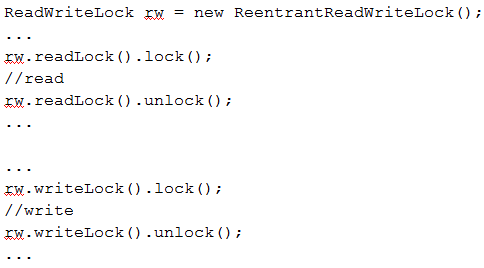 ReadWriteLock rw = new ReentrantReadWriteLock();
...
rw.readLock().lock();
//read
rw.readLock().unlock();
...
...
rw.writeLock().lock();
//write
rw.writeLock().unlock();
...